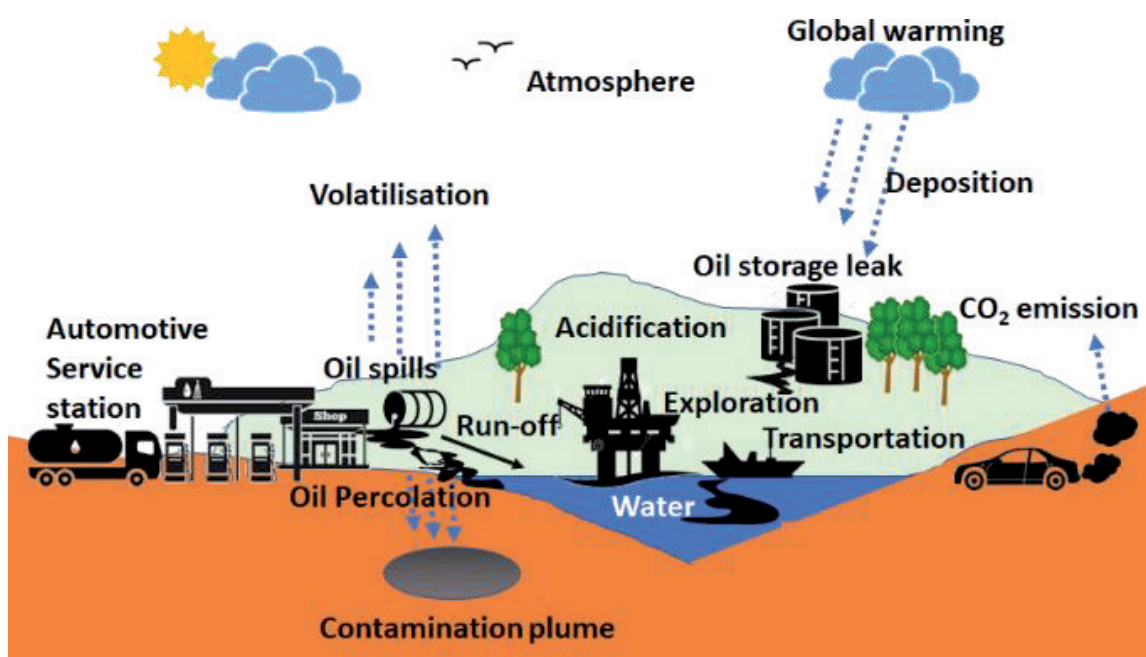 Global warming
Atmosphere
Deposition
Volatilisation
Oil storage leak
CO₂ emission
Automotive
Service
station
Acidification
Oil spills
Shop
Exploration
Run-off
Transportation
Oil Percolation
Water
Contamination plume